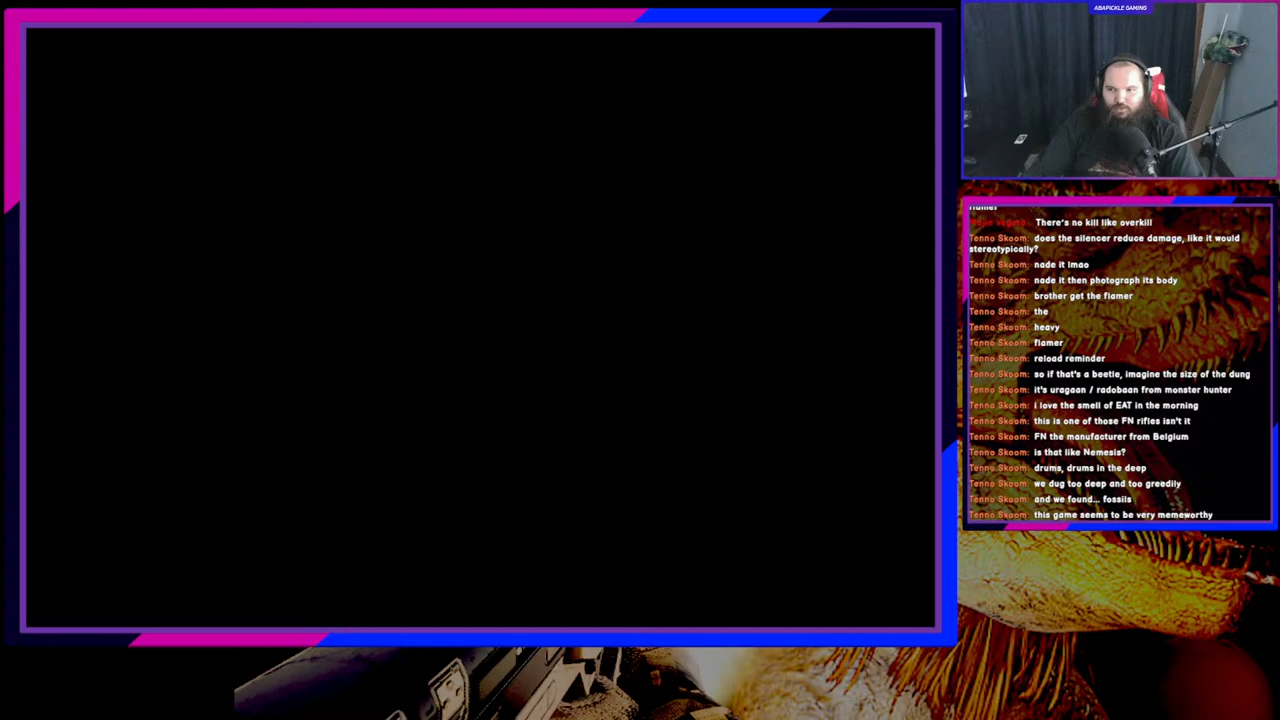 ABAPICKLE GAMING
flamer
There's no kill like overkill
Tenno Skoom: does the silencer reduce damage, like it would
stereotypically?
Tenno Skoom: nade it lmao
Tenno Skoom: nade it then photograph its body
Tenno Skoom: brother get the flamer
Tenno Skoom: the
Tenno Skoom: heavy
Tenno Skoom: flamer
Tenno Skoom: reload reminder
Tenno Skoom: so if that's a beetle, imagine the size of the dung
Tenno Skoom: it's uragaan / radobaan from monster hunter
Tenno Skoom: i love the smell of EAT in the morning
Tenno Skoom: this is one of those FN rifles isn't it
Tenno Skoom: FN the manufacturer from Belgium
Tenno Skoom: is that like Nemesis?
Tenno Skoom: drums, drums in the deep
Tenno Skoom: we dug too deep and too greedily
Tenno Skoom: and we found... fossils
Tenno Skoom: this game seems to be very memeworthy